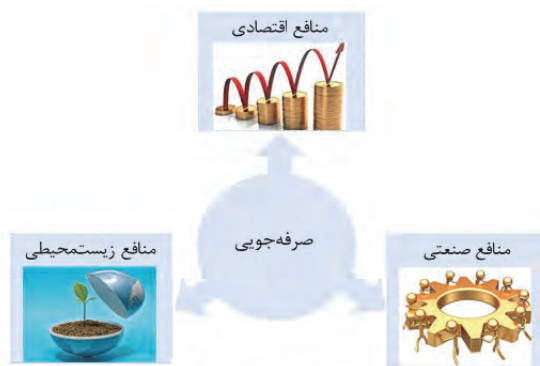 منافع اقتصادی
صرفه‌جویی
منافع صنعتی
منافع زیست‌محیطی